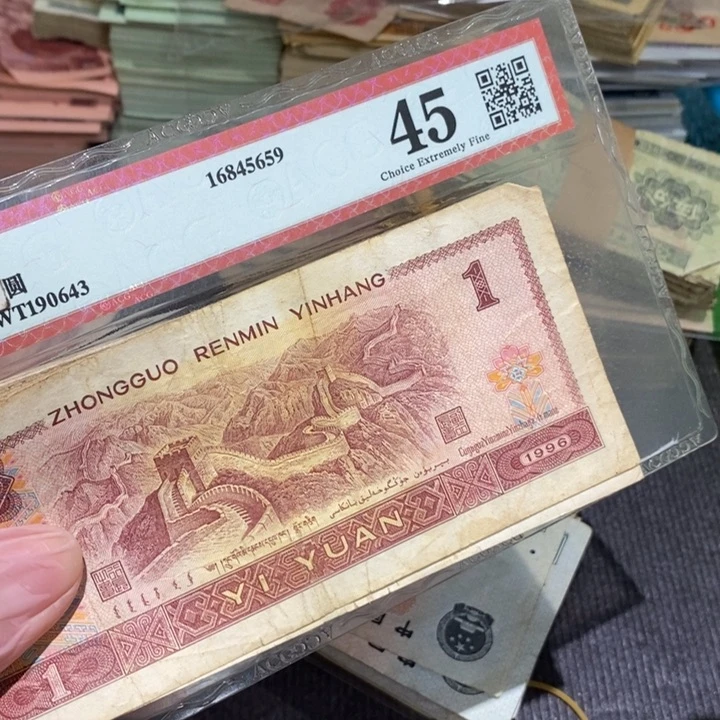 45
Choice Extremely Fine
16845659
圆
WT190643
ZHONGGUO RENMIN YINHANG
1
1996
YI YUAN
1